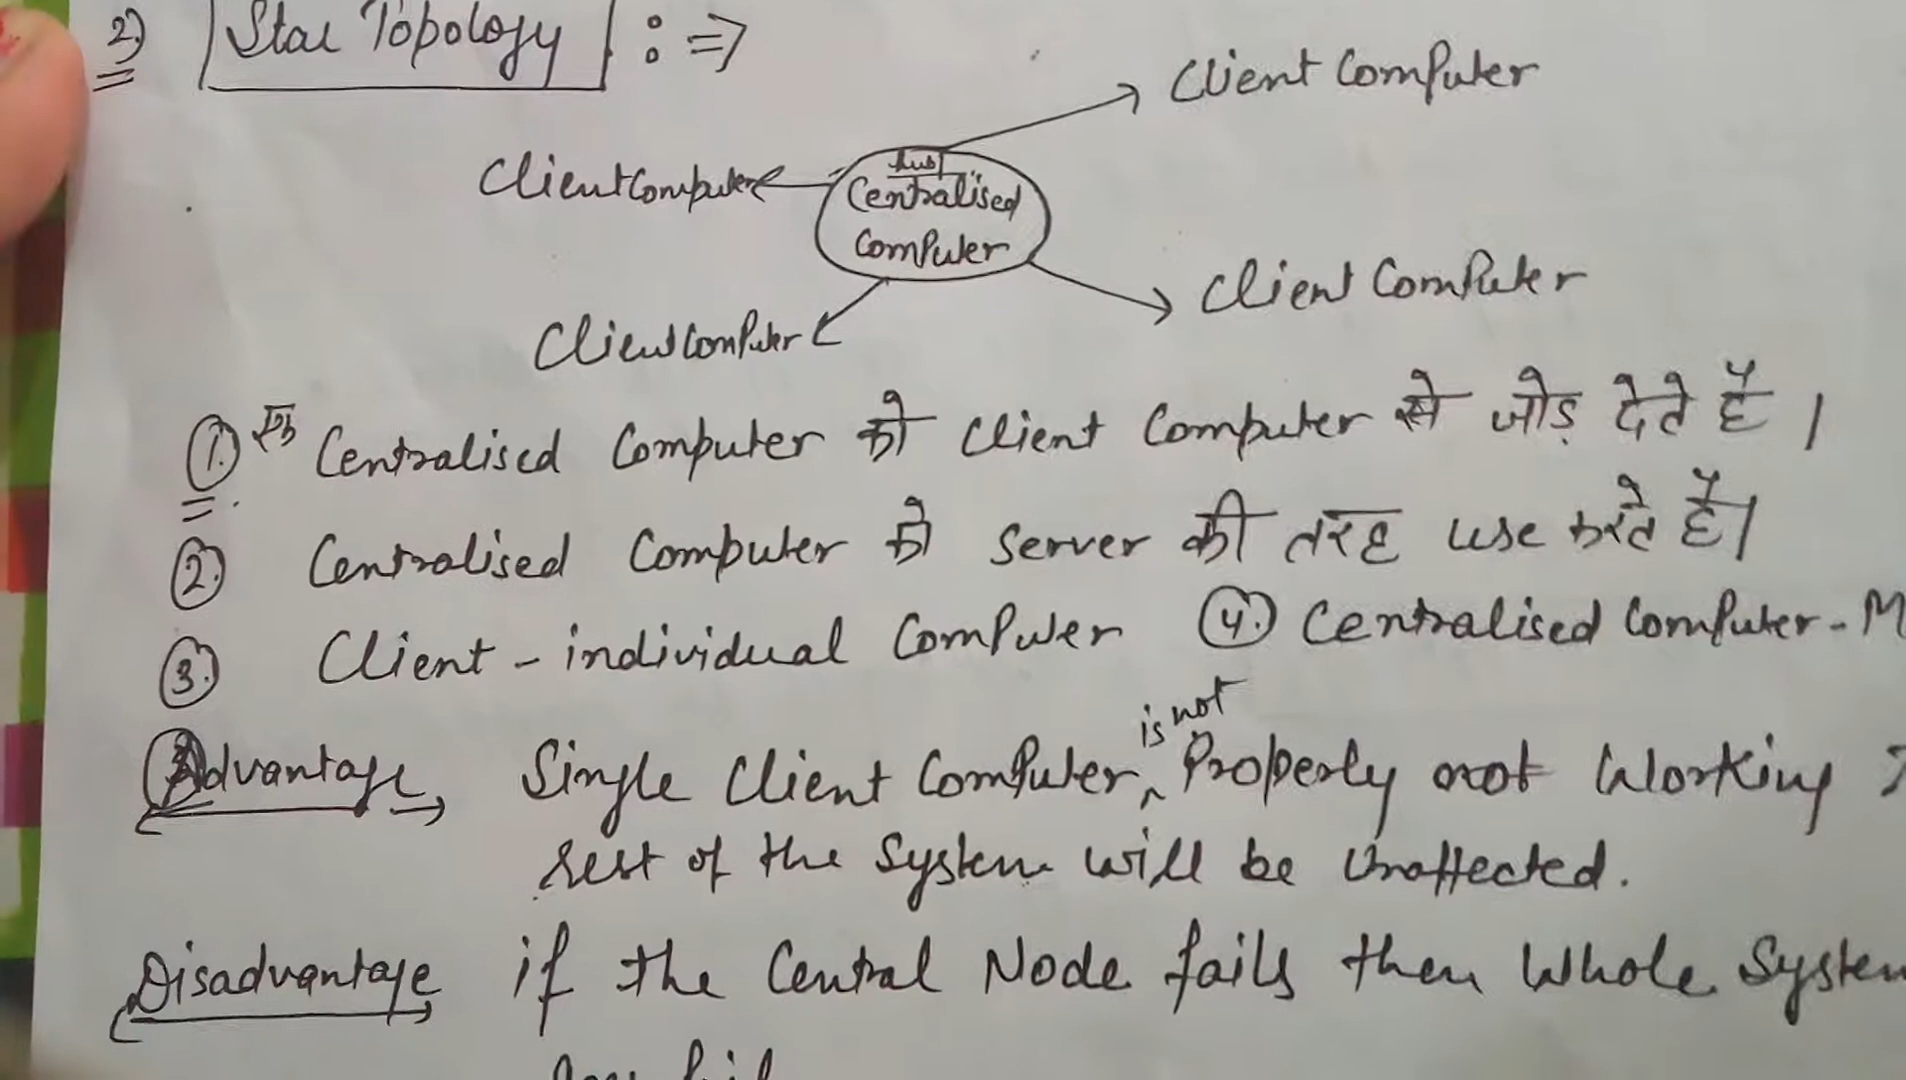 2) Star Topology : =>
Client Computer
Client Computer
hub
Centralised
Computer
Client Computer
Client Computer
1. एक Centralised Computer को Client Computer से जोड़ देते हैं।
2. Centralised Computer को Server की तरह use करते हैं।
3. Client - individual Computer 4. Centralised Computer - M
Advantage Single Client Computer is not Properly not Working
rest of the System will be Unaffected.
Disadvantage if the Central Node fails then Whole System